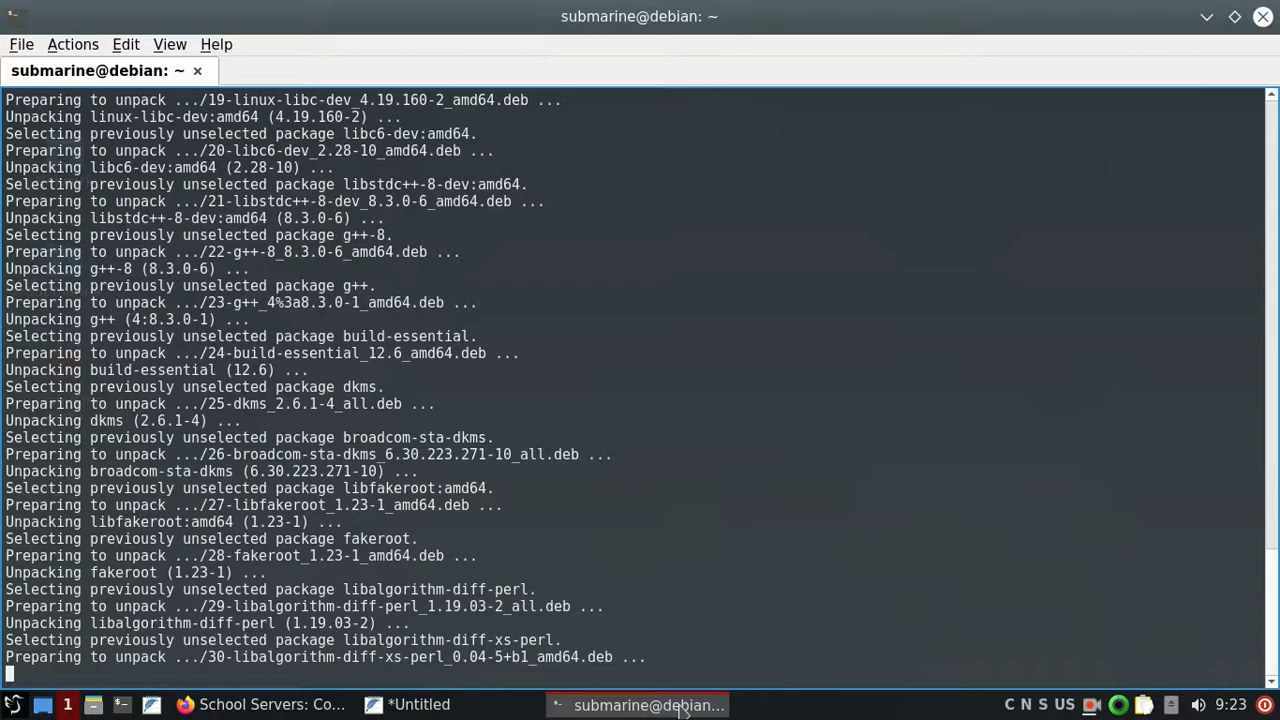 submarine@debian: ~
File Actions Edit View Help
submarine@debian: ~ ×
Preparing to unpack .../19-linux-libc-dev_4.19.160-2_amd64.deb ...
Unpacking linux-libc-dev:amd64 (4.19.160-2) ...
Selecting previously unselected package libc6-dev:amd64.
Preparing to unpack .../20-libc6-dev_2.28-10_amd64.deb ...
Unpacking libc6-dev:amd64 (2.28-10) ...
Selecting previously unselected package libstdc++-8-dev:amd64.
Preparing to unpack .../21-libstdc++-8-dev_8.3.0-6_amd64.deb ...
Unpacking libstdc++-8-dev:amd64 (8.3.0-6) ...
Selecting previously unselected package g++-8.
Preparing to unpack .../22-g++-8_8.3.0-6_amd64.deb ...
Unpacking g++-8 (8.3.0-6) ...
Selecting previously unselected package g++.
Preparing to unpack .../23-g++_4%3a8.3.0-1_amd64.deb ...
Unpacking g++ (4:8.3.0-1) ...
Selecting previously unselected package build-essential.
Preparing to unpack .../24-build-essential_12.6_amd64.deb ...
Unpacking build-essential (12.6) ...
Selecting previously unselected package dkms.
Preparing to unpack .../25-dkms_2.6.1-4_all.deb ...
Unpacking dkms (2.6.1-4) ...
Selecting previously unselected package broadcom-sta-dkms.
Preparing to unpack .../26-broadcom-sta-dkms_6.30.223.271-10_all.deb ...
Unpacking broadcom-sta-dkms (6.30.223.271-10) ...
Selecting previously unselected package libfakeroot:amd64.
Preparing to unpack .../27-libfakeroot_1.23-1_amd64.deb ...
Unpacking libfakeroot:amd64 (1.23-1) ...
Selecting previously unselected package fakeroot.
Preparing to unpack .../28-fakeroot_1.23-1_amd64.deb ...
Unpacking fakeroot (1.23-1) ...
Selecting previously unselected package libalgorithm-diff-perl.
Preparing to unpack .../29-libalgorithm-diff-perl_1.19.03-2_all.deb ...
Unpacking libalgorithm-diff-perl (1.19.03-2) ...
Selecting previously unselected package libalgorithm-diff-xs-perl.
Preparing to unpack .../30-libalgorithm-diff-xs-perl_0.04-5+b1_amd64.deb ...
1 School Servers: Co... *Untitled submarine@debian... C N S US 9:23